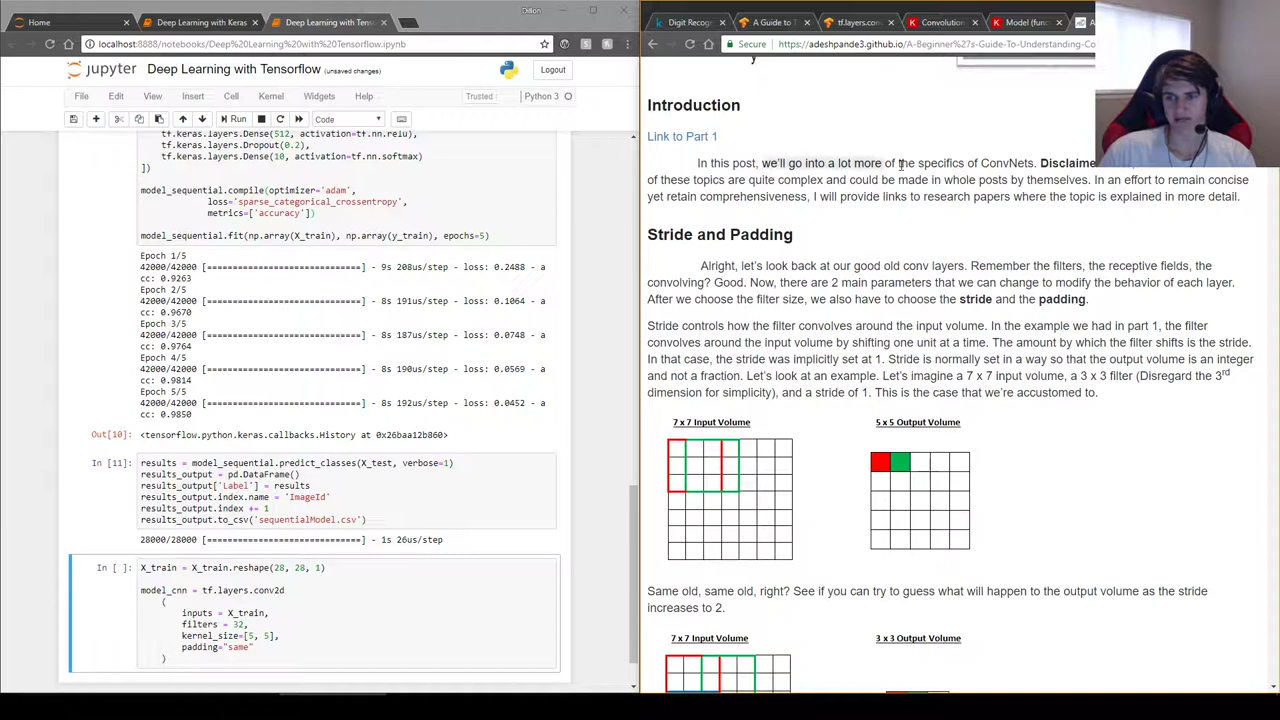 Home
Deep Learning with Keras
Deep Learning with Tens
Dillon
localhost:8888/notebooks/Deep%20Learning%20with%20Tensorflow.ipynb
jupyter Deep Learning with Tensorflow (unsaved changes)
Logout
File Edit View Insert Cell Kernel Widgets Help
Trusted Python 3
Run
Code
tf.keras.layers.Dense(512, activation=tf.nn.relu),
tf.keras.layers.Dropout(0.2),
tf.keras.layers.Dense(10, activation=tf.nn.softmax)
])
model_sequential.compile(optimizer='adam',
loss='sparse_categorical_crossentropy',
metrics=['accuracy'])
model_sequential.fit(np.array(X_train), np.array(y_train), epochs=5)
Epoch 1/5
42000/42000 [==============================] - 9s 208us/step - loss: 0.2488 - a
cc: 0.9263
Epoch 2/5
42000/42000 [==============================] - 8s 191us/step - loss: 0.1064 - a
cc: 0.9670
Epoch 3/5
42000/42000 [==============================] - 8s 187us/step - loss: 0.0748 - a
cc: 0.9764
Epoch 4/5
42000/42000 [==============================] - 8s 190us/step - loss: 0.0569 - a
cc: 0.9814
Epoch 5/5
42000/42000 [==============================] - 8s 192us/step - loss: 0.0452 - a
cc: 0.9850
Out[10]: <tensorflow.python.keras.callbacks.History at 0x26baa12b860>
In [11]: results = model_sequential.predict_classes(X_test, verbose=1)
results_output = pd.DataFrame()
results_output['Label'] = results
results_output.index.name = 'ImageId'
results_output.index += 1
results_output.to_csv('sequentialModel.csv')
28000/28000 [==============================] - 1s 26us/step
In [ ]: X_train = X_train.reshape(28, 28, 1)
model_cnn = tf.layers.conv2d
(
inputs = X_train,
filters = 32,
kernel_size=[5, 5],
padding="same"
)
Digit Recog
A Guide to T
tf.layers.conv
Convolution
Model (func
Secure https://adeshpande3.github.io/A-Beginner%27s-Guide-To-Understanding-Co
y
Introduction
Link to Part 1
In this post, we'll go into a lot more of the specifics of ConvNets. Disclaime
of these topics are quite complex and could be made in whole posts by themselves. In an effort to remain concise
yet retain comprehensiveness, I will provide links to research papers where the topic is explained in more detail.
Stride and Padding
Alright, let's look back at our good old conv layers. Remember the filters, the receptive fields, the
convolving? Good. Now, there are 2 main parameters that we can change to modify the behavior of each layer.
After we choose the filter size, we also have to choose the stride and the padding.
Stride controls how the filter convolves around the input volume. In the example we had in part 1, the filter
convolves around the input volume by shifting one unit at a time. The amount by which the filter shifts is the stride.
In that case, the stride was implicitly set at 1. Stride is normally set in a way so that the output volume is an integer
and not a fraction. Let's look at an example. Let's imagine a 7 x 7 input volume, a 3 x 3 filter (Disregard the 3rd
dimension for simplicity), and a stride of 1. This is the case that we're accustomed to.
7 x 7 Input Volume
5 x 5 Output Volume
Same old, same old, right? See if you can try to guess what will happen to the output volume as the stride
increases to 2.
7 x 7 Input Volume
3 x 3 Output Volume